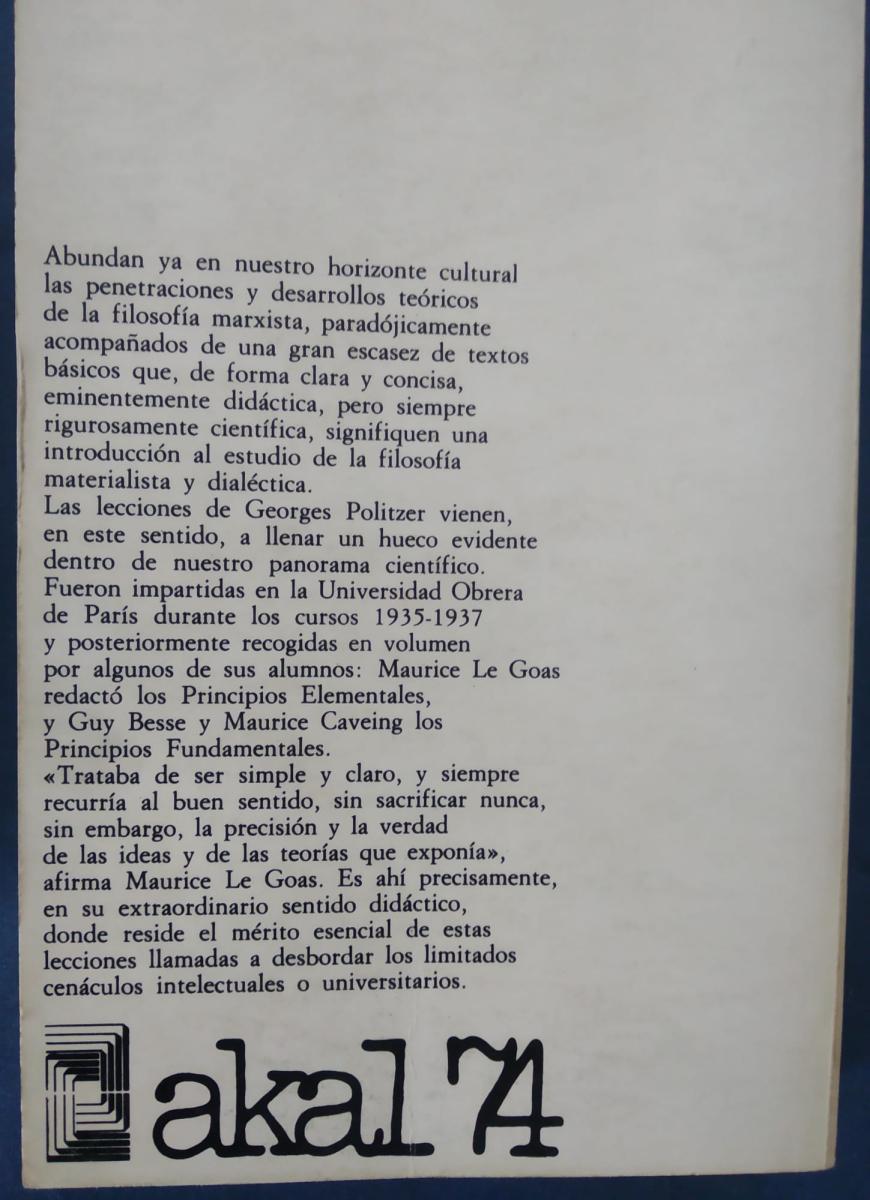 Abundan ya en nuestro horizonte cultural
las penetraciones y desarrollos teóricos
de la filosofía marxista, paradójicamente
acompañados de una gran escasez de textos
básicos que, de forma clara y concisa,
eminentemente didáctica, pero siempre
rigurosamente científica, signifiquen una
introducción al estudio de la filosofía
materialista y dialéctica.
Las lecciones de Georges Politzer vienen,
en este sentido, a llenar un hueco evidente
dentro de nuestro panorama científico.
Fueron impartidas en la Universidad Obrera
de París durante los cursos 1935-1937
y posteriormente recogidas en volumen
por algunos de sus alumnos: Maurice Le Goas
redactó los Principios Elementales,
y Guy Besse y Maurice Caveing los
Principios Fundamentales.
«Trataba de ser simple y claro, y siempre
recurría al buen sentido, sin sacrificar nunca,
sin embargo, la precisión y la verdad
de las ideas y de las teorías que exponía»,
afirma Maurice Le Goas. Es ahí precisamente,
en su extraordinario sentido didáctico,
donde reside el mérito esencial de estas
lecciones llamadas a desbordar los limitados
cenáculos intelectuales o universitarios.
akal 74